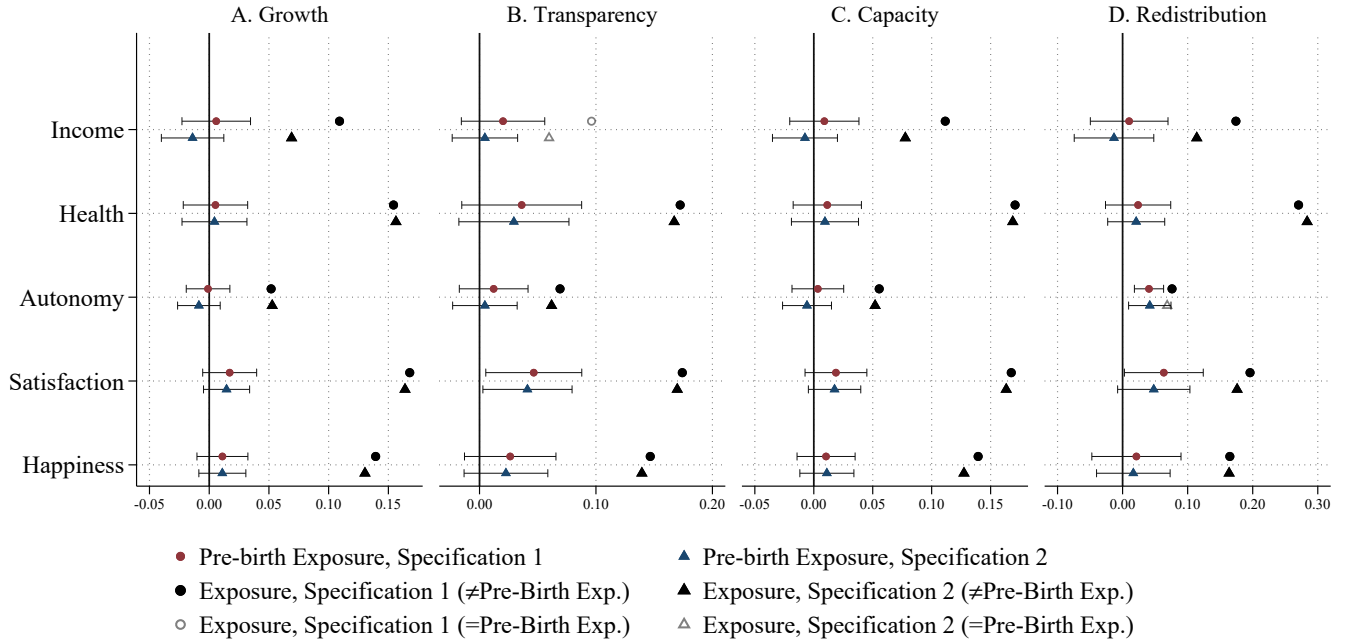 A. Growth
B. Transparency
C. Capacity
D. Redistribution
Income
Health
Autonomy
Satisfaction
Happiness
-0.05 0.00 0.05 0.10 0.15
0.00 0.10 0.20
-0.05 0.00 0.05 0.10 0.15
-0.10 0.00 0.10 0.20 0.30
Pre-birth Exposure, Specification 1
Pre-birth Exposure, Specification 2
Exposure, Specification 1 (≠Pre-Birth Exp.)
Exposure, Specification 2 (≠Pre-Birth Exp.)
Exposure, Specification 1 (=Pre-Birth Exp.)
Exposure, Specification 2 (=Pre-Birth Exp.)